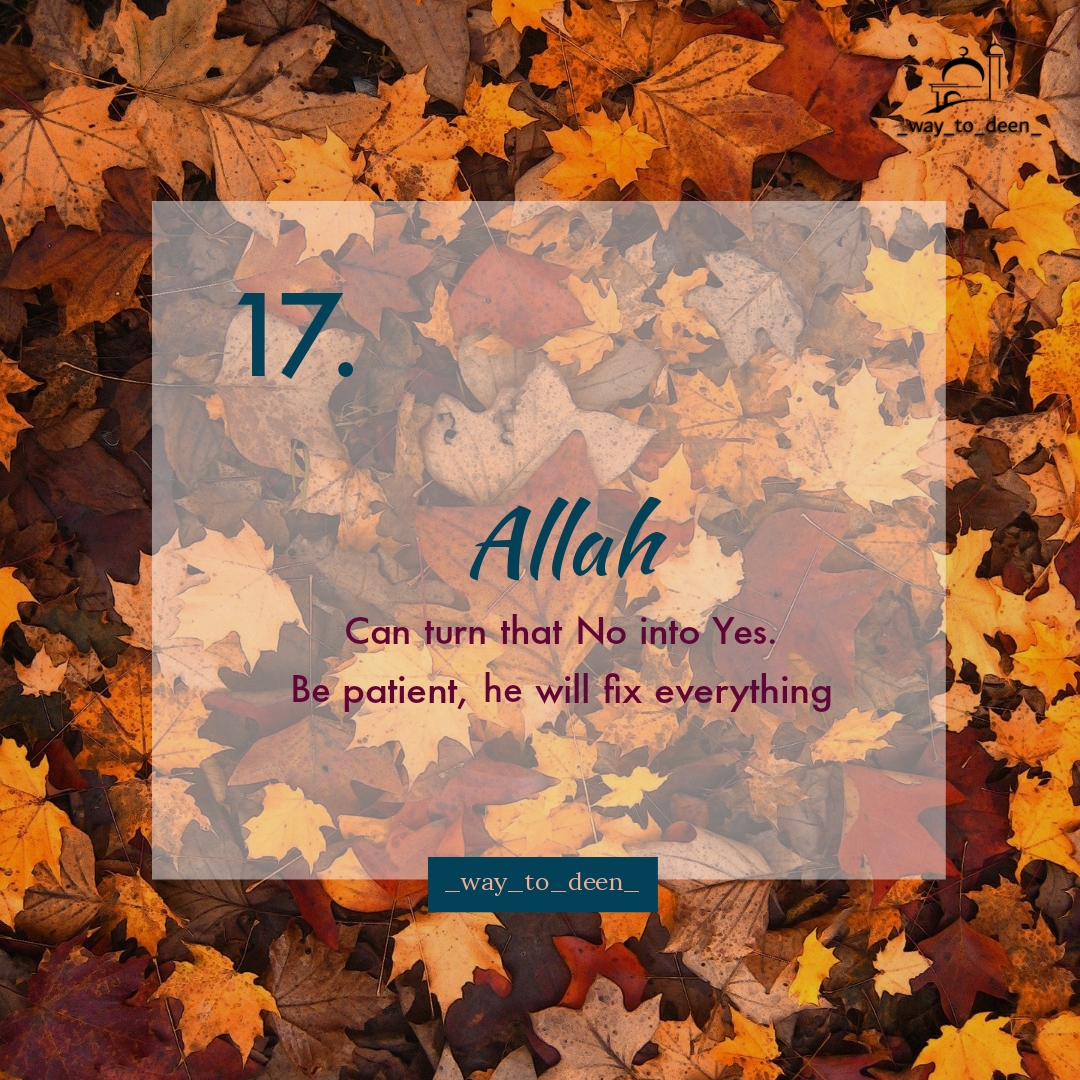 _way_to_deen_
17.
Allah
Can turn that No into Yes.
Be patient, he will fix everything
_way_to_deen_